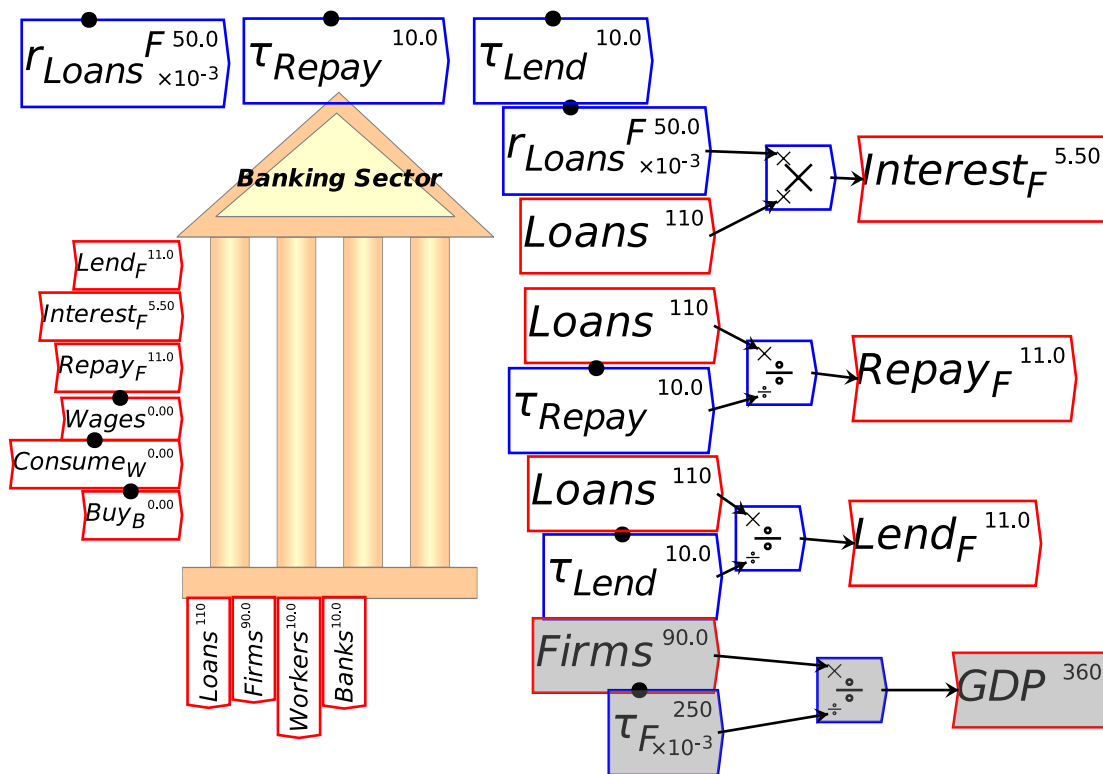 r_Loans^F 50.0 ×10⁻³
τ_Repay 10.0
τ_Lend 10.0
r_Loans^F 50.0 ×10⁻³
×
×
×
Interest_F 5.50
Loans 110
Banking Sector
Lend_F 11.0
Interest_F 5.50
Repay_F 11.0
Wages 0.00
Consume_W 0.00
Buy_B 0.00
Loans 110
τ_Repay 10.0
×
÷
÷
Repay_F 11.0
Loans 110
τ_Lend 10.0
×
÷
÷
Lend_F 11.0
Loans 110
Firms 90.0
Workers 10.0
Banks 10.0
Firms 90.0
τ_F 250 ×10⁻³
×
÷
÷
GDP 360